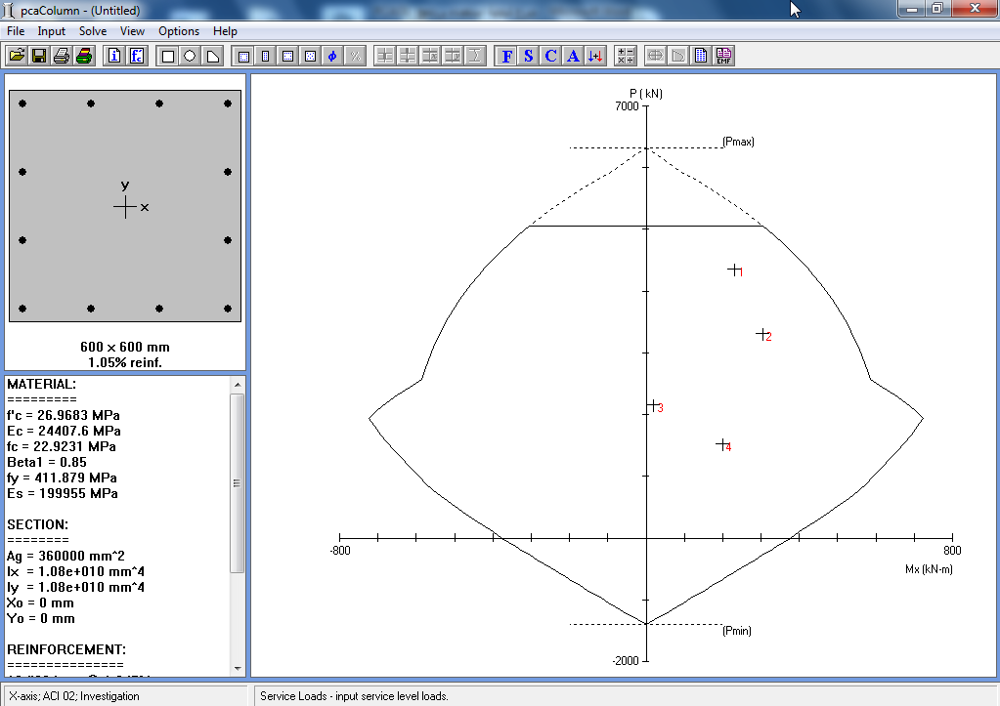 pcaColumn - (Untitled)
File Input Solve View Options Help
i f'c ϕ % Σ F S C A EMF
y
x
600 x 600 mm
1.05% reinf.
MATERIAL:
=========
f'c = 26.9683 MPa
Ec = 24407.6 MPa
fc = 22.9231 MPa
Beta1 = 0.85
fy = 411.879 MPa
Es = 199955 MPa
SECTION:
========
Ag = 360000 mm^2
Ix = 1.08e+010 mm^4
Iy = 1.08e+010 mm^4
Xo = 0 mm
Yo = 0 mm
REINFORCEMENT:
===============
P ( kN)
7000
(Pmax)
1
2
3
4
-800
800
Mx (kN-m)
(Pmin)
-2000
X-axis; ACI 02; Investigation
Service Loads - input service level loads.